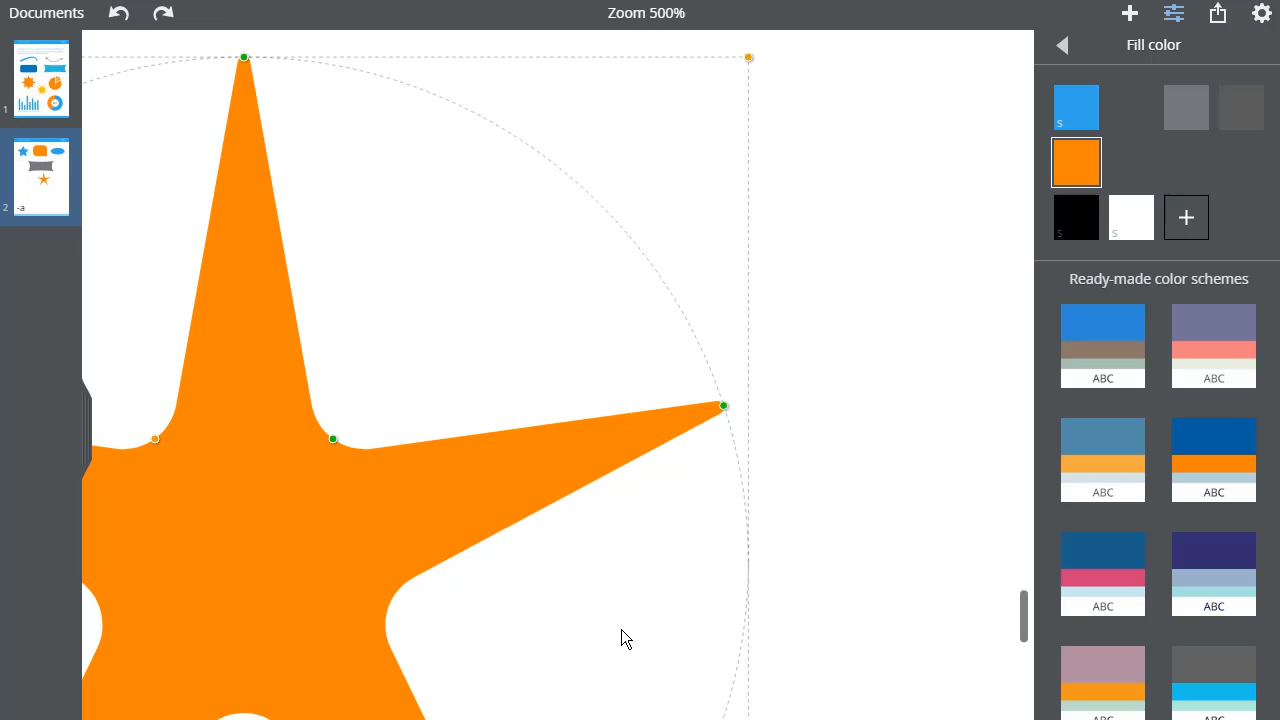 Documents
Zoom 500%
Fill color
1
S
2
-a
S
S
+
Ready-made color schemes
ABC
ABC
ABC
ABC
ABC
ABC